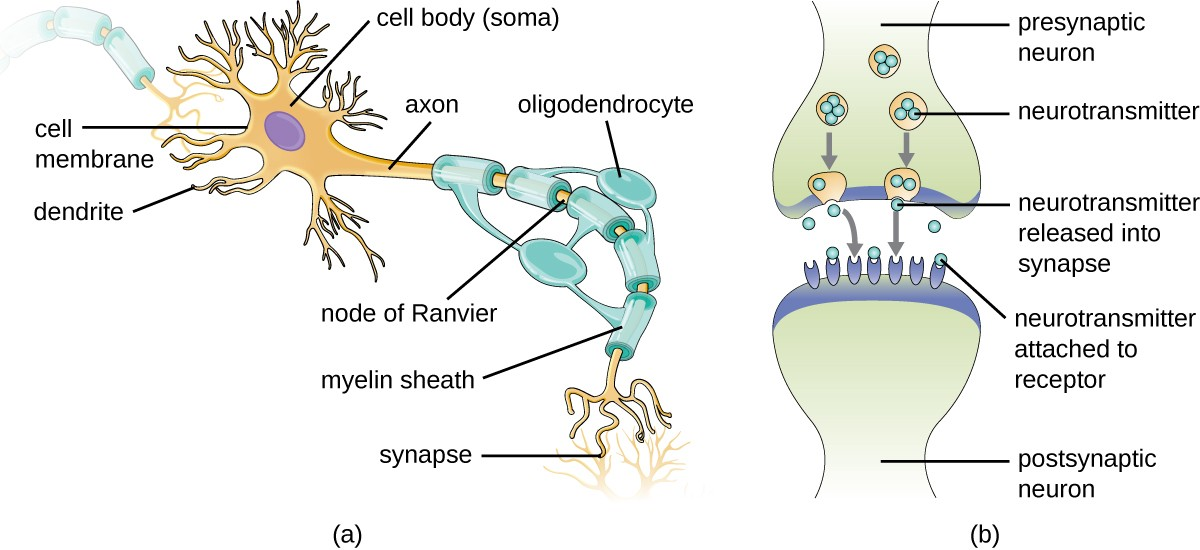 cell body (soma)
axon
oligodendrocyte
cell
membrane
dendrite
node of Ranvier
myelin sheath
synapse
(a)
presynaptic
neuron
neurotransmitter
neurotransmitter
released into
synapse
neurotransmitter
attached to
receptor
postsynaptic
neuron
(b)